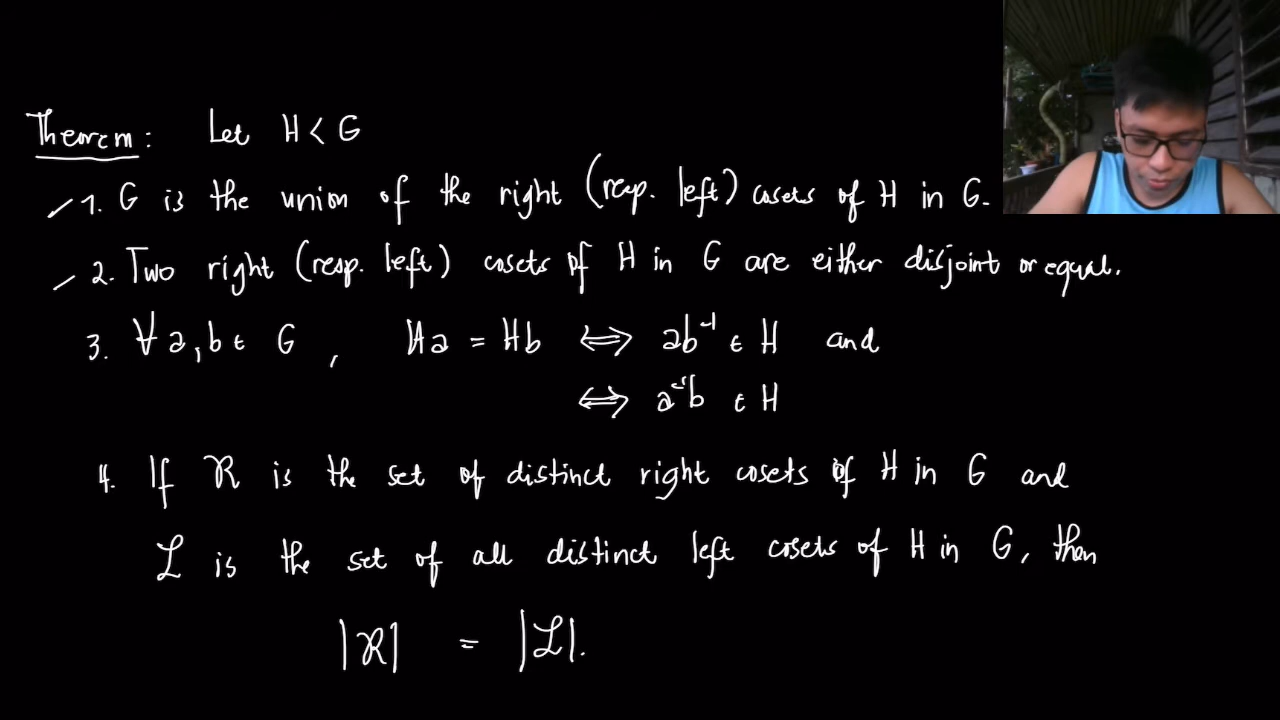 Theorem: Let H < G
1. G is the union of the right (resp. left) cosets of H in G.
2. Two right (resp. left) cosets of H in G are either disjoint or equal.
3. ∀ a, b ∈ G, Ha = Hb ⟺ ab⁻¹ ∈ H and
⟺ a⁻¹b ∈ H
4. If ℛ is the set of distinct right cosets of H in G and
ℒ is the set of all distinct left cosets of H in G, then
|ℛ| = |ℒ|.